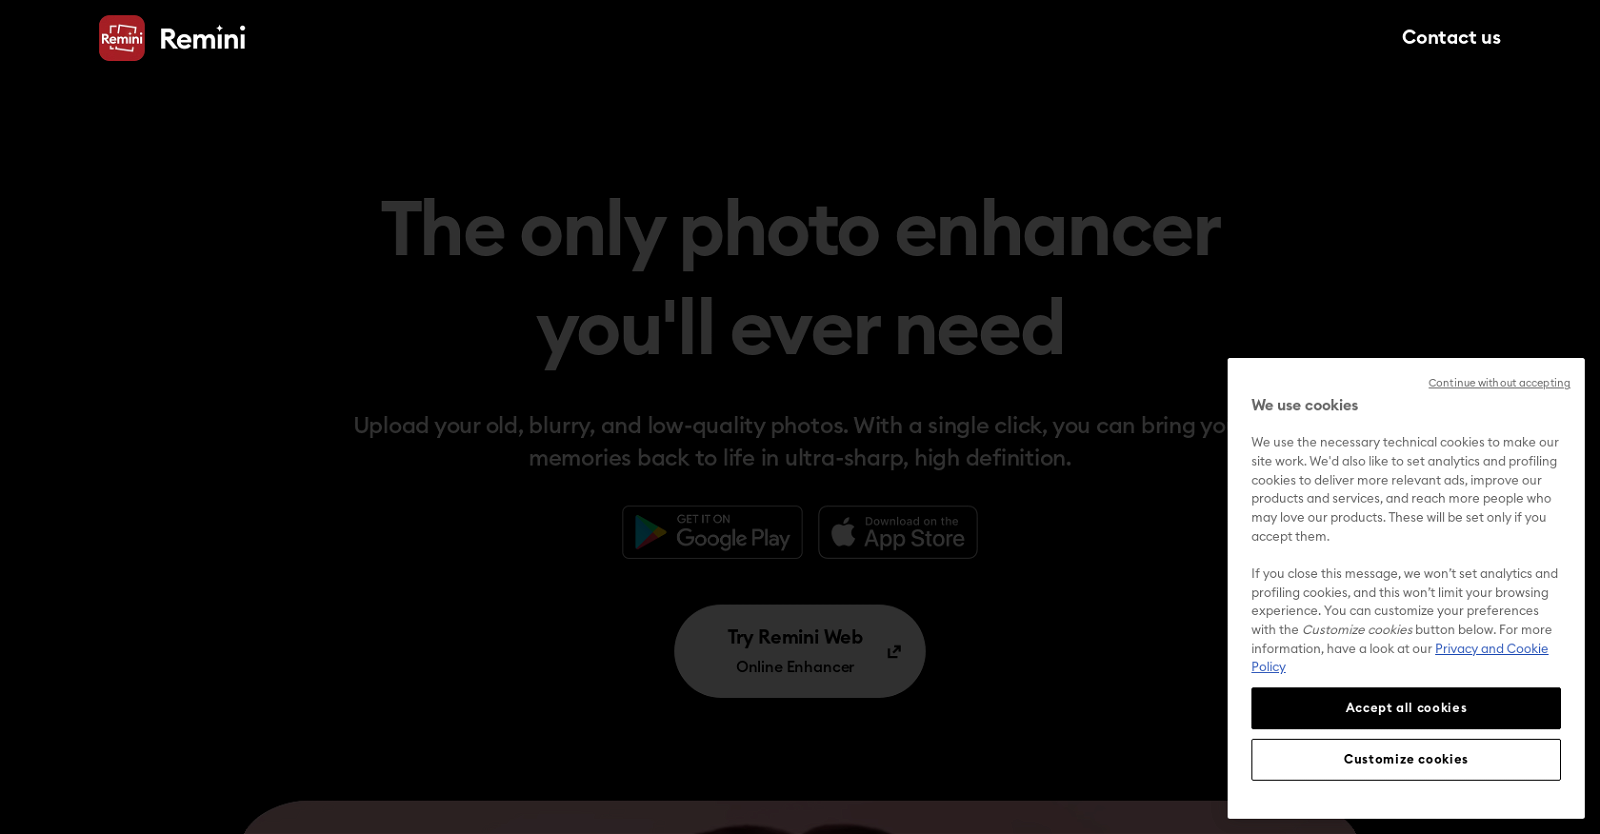 Remini
Remini
Contact us
The only photo enhancer
you'll ever need
Upload your old, blurry, and low-quality photos. With a single click, you can bring
memories back to life in ultra-sharp, high definition.
GET IT ON
Google Play
Download on the
App Store
Try Remini Web
Online Enhancer
Continue without accepting
We use cookies
We use the necessary technical cookies to make our
site work. We'd also like to set analytics and profiling
cookies to deliver more relevant ads, improve our
products and services, and reach more people who
may love our products. These will be set only if you
accept them.
If you close this message, we won't set analytics and
profiling cookies, and this won't limit your browsing
experience. You can customize your preferences
with the Customize cookies button below. For more
information, have a look at our Privacy and Cookie
Policy
Accept all cookies
Customize cookies